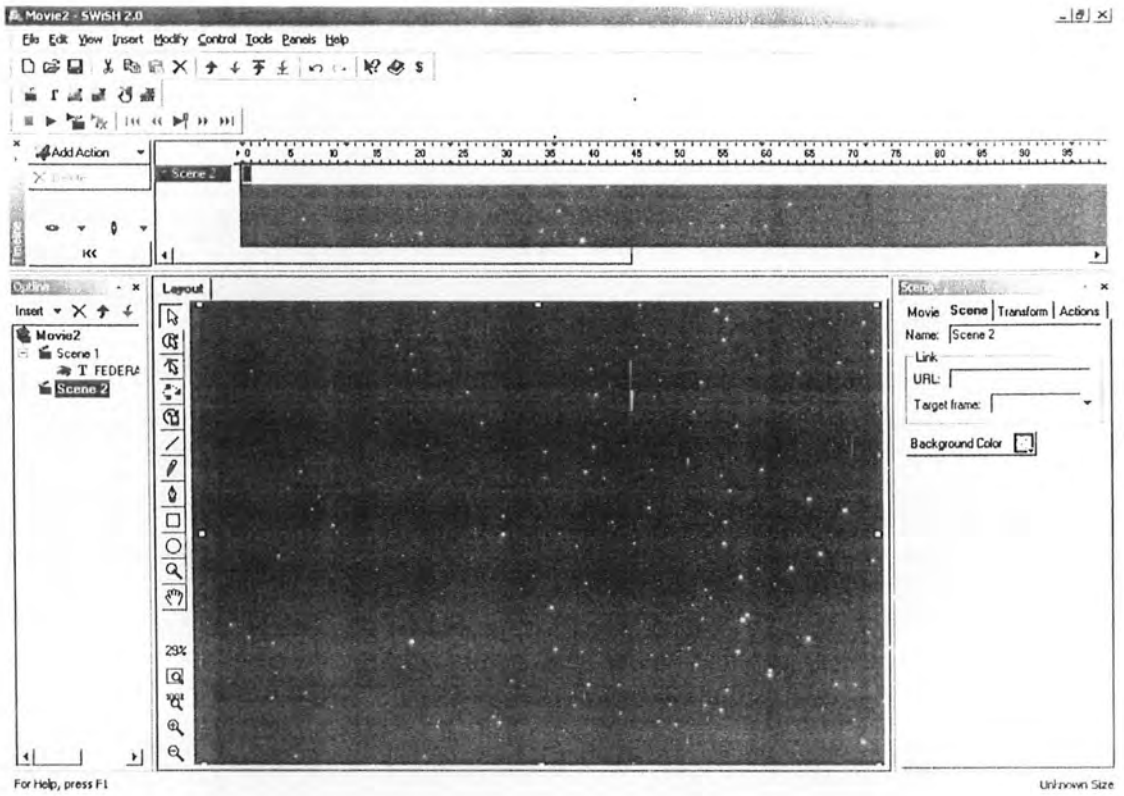 Movie2 - SWiSH 2.0
File Edit View Insert Modify Control Tools Panels Help
Add Action
0 5 10 15 20 25 30 35 40 45 50 55 60 65 70 75 80 85 90 95
Scene 2
Delete
Timeline
Outline
Layout
Scene
Insert
Movie Scene Transform Actions
Movie2
Name: Scene 2
Scene 1
Link
T FEDERA
URL:
Scene 2
Target frame:
Background Color
29%
100%
For Help, press F1
Unknown Size